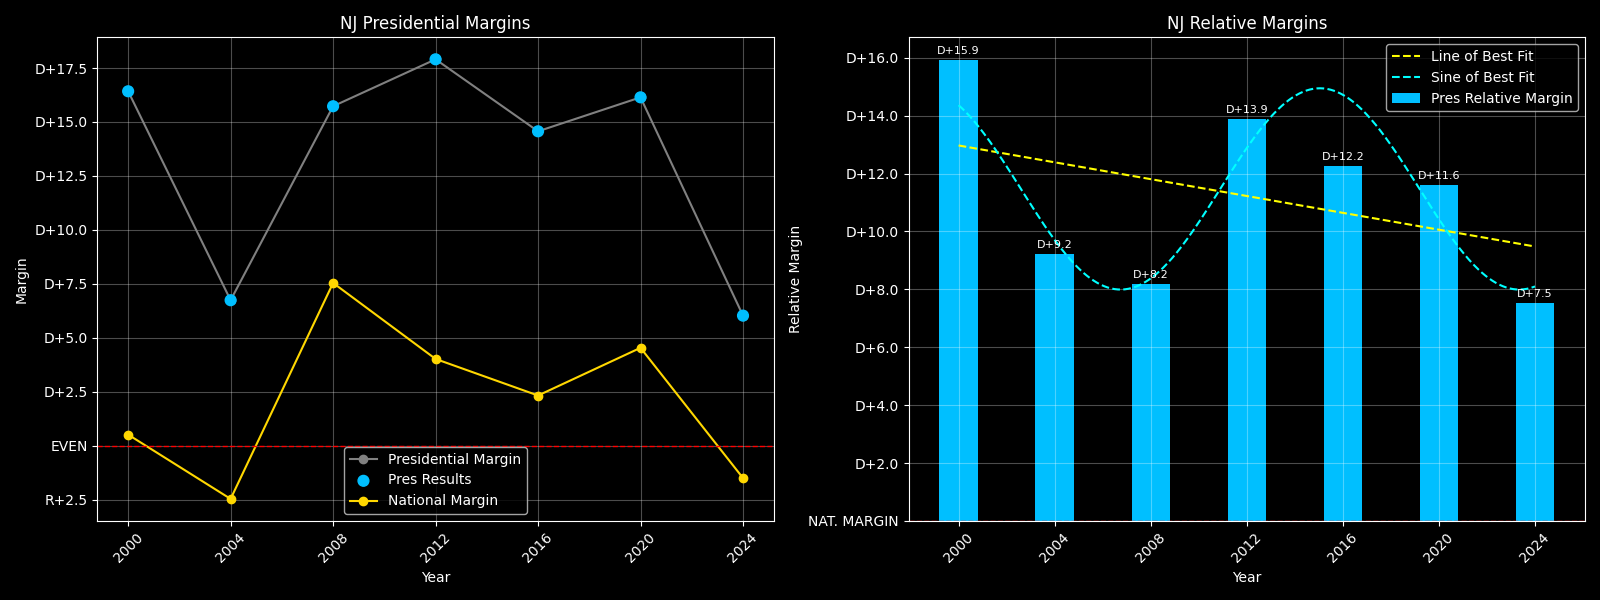 NJ Presidential Margins
Margin
D+17.5
D+15.0
D+12.5
D+10.0
D+7.5
D+5.0
D+2.5
EVEN
R+2.5
Presidential Margin
Pres Results
National Margin
2000
2004
2008
2012
2016
2020
2024
Year
NJ Relative Margins
Relative Margin
D+16.0
D+14.0
D+12.0
D+10.0
D+8.0
D+6.0
D+4.0
D+2.0
NAT. MARGIN
Line of Best Fit
Sine of Best Fit
Pres Relative Margin
D+15.9
D+9.2
D+8.2
D+13.9
D+12.2
D+11.6
D+7.5
2000
2004
2008
2012
2016
2020
2024
Year